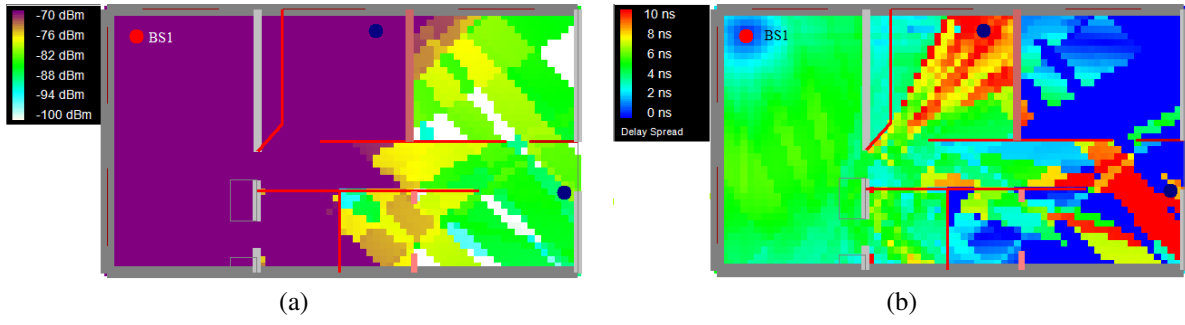 -70 dBm
-76 dBm
-82 dBm
-88 dBm
-94 dBm
-100 dBm
BS1
(a)
10 ns
8 ns
6 ns
4 ns
2 ns
0 ns
Delay Spread
BS1
(b)